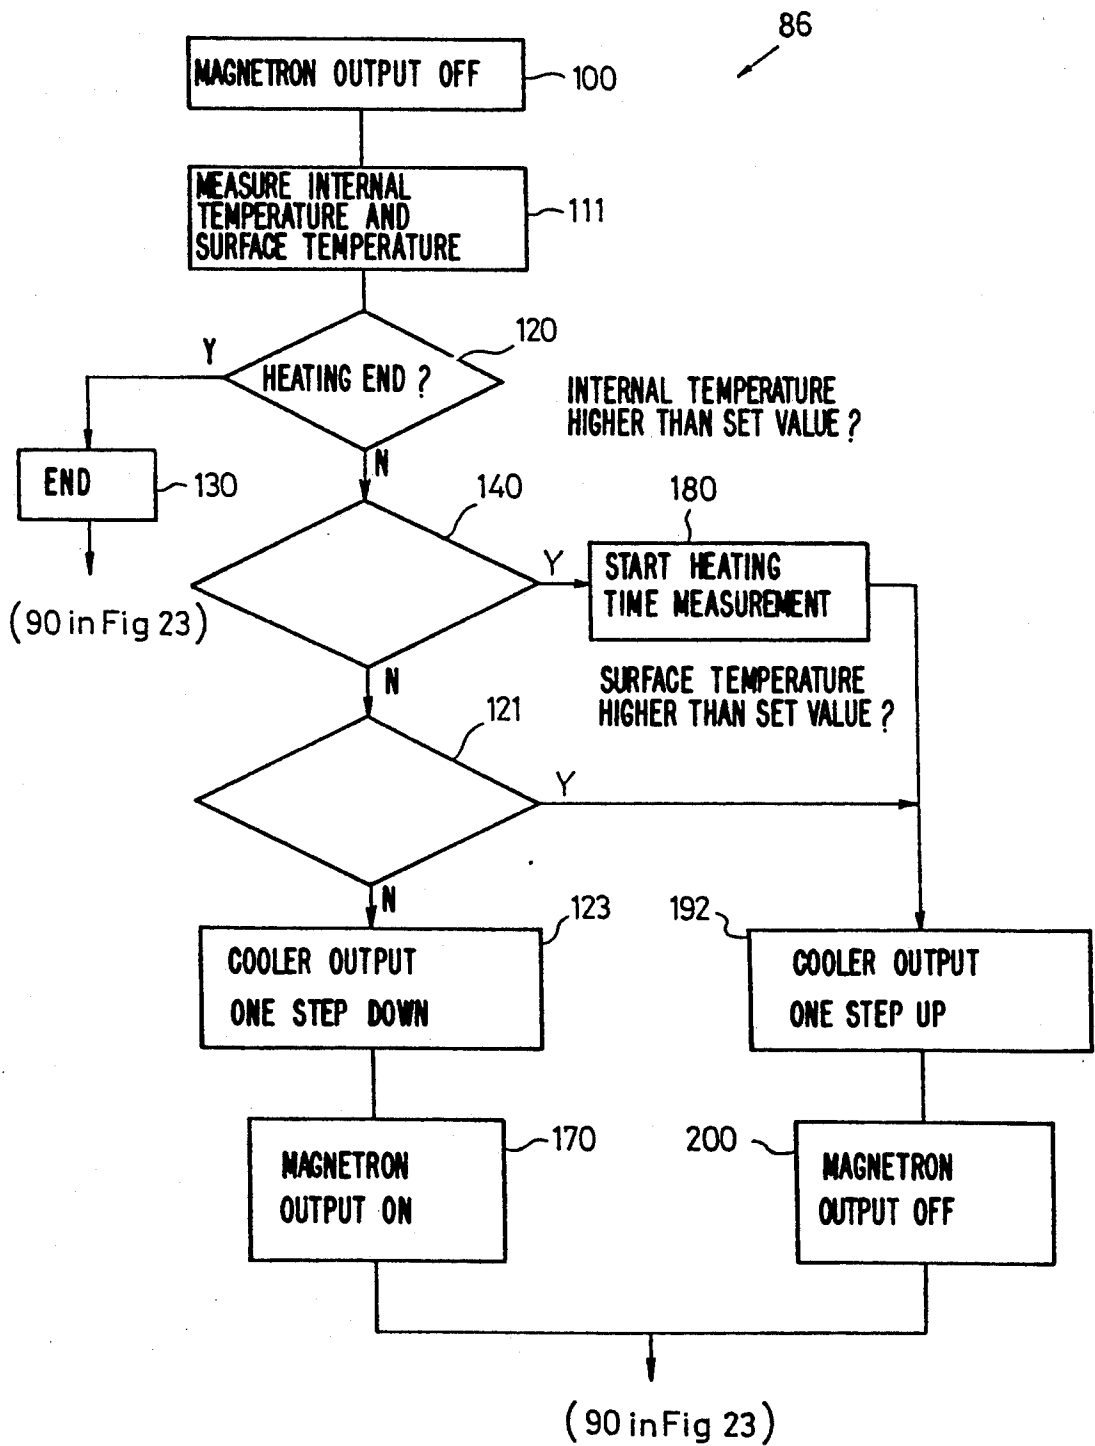 86
MAGNETRON OUTPUT OFF
100
MEASURE INTERNAL
TEMPERATURE AND
SURFACE TEMPERATURE
111
120
Y
HEATING END?
INTERNAL TEMPERATURE
HIGHER THAN SET VALUE?
END
130
N
140
180
(90 in Fig 23)
Y
START HEATING
TIME MEASUREMENT
N
SURFACE TEMPERATURE
HIGHER THAN SET VALUE?
121
Y
N
123
192
COOLER OUTPUT
ONE STEP DOWN
COOLER OUTPUT
ONE STEP UP
170
200
MAGNETRON
OUTPUT ON
MAGNETRON
OUTPUT OFF
(90 in Fig 23)